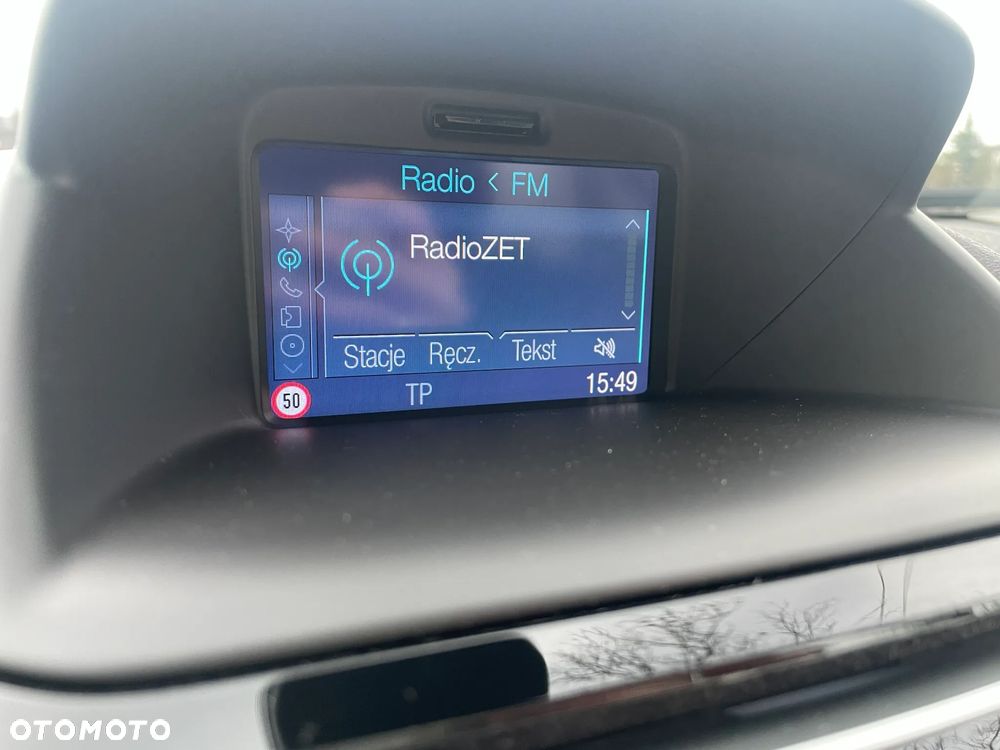 Radio < FM
RadioZET
Stacje Ręcz. Tekst
50 TP 15:49
OTOMOTO